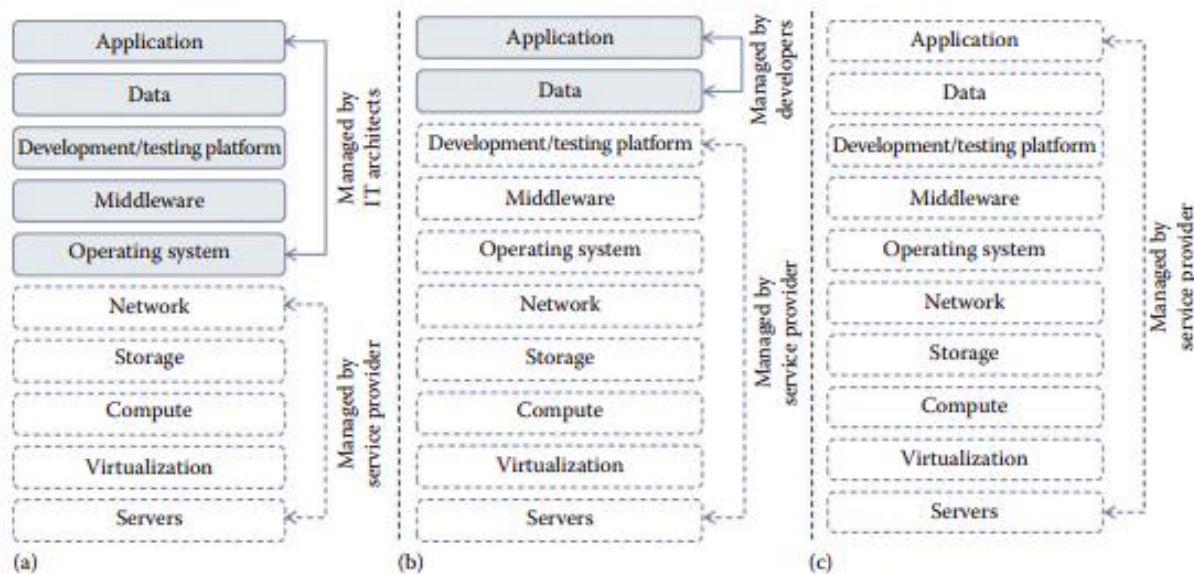 Application
Data
Development/testing platform
Middleware
Operating system
Network
Storage
Compute
Virtualization
Servers
Managed by
IT architects
Managed by
service provider
(a)
Application
Data
Development/testing platform
Middleware
Operating system
Network
Storage
Compute
Virtualization
Servers
Managed by
developers
Managed by
service provider
(b)
Application
Data
Development/testing platform
Middleware
Operating system
Network
Storage
Compute
Virtualization
Servers
Managed by
service provider
(c)